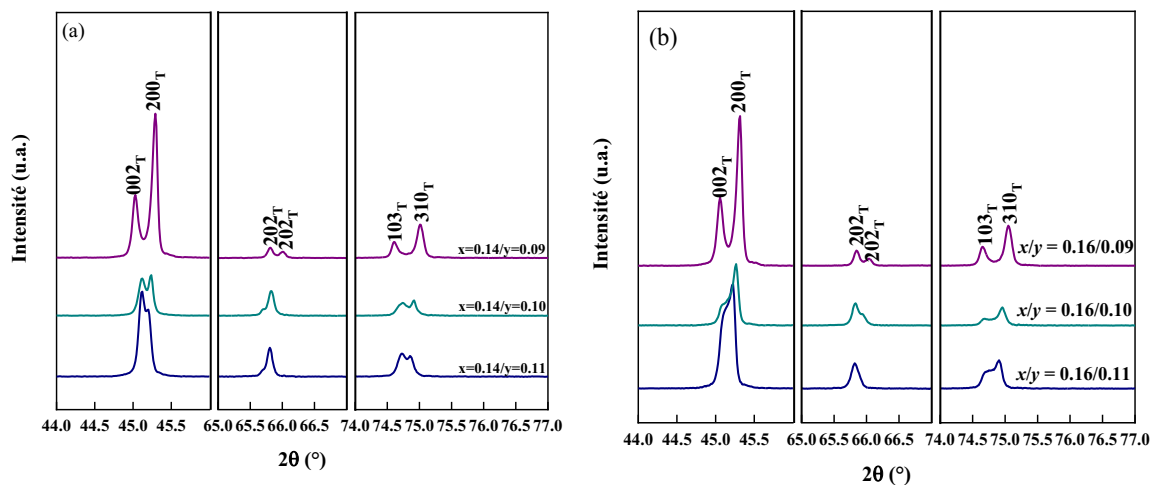 (a)
Intensité (u.a.)
002T
200T
202T
202T
103T
310T
x=0.14/y=0.09
x=0.14/y=0.10
x=0.14/y=0.11
44.0 44.5 45.0 45.5 65.0 65.5 66.0 66.5 74.0 74.5 75.0 75.5 76.0 76.5 77.0
2θ (°)
(b)
Intensité (u.a.)
002T
200T
202T
202T
103T
310T
x/y = 0.16/0.09
x/y = 0.16/0.10
x/y = 0.16/0.11
44.0 44.5 45.0 45.5 65.0 65.5 66.0 66.5 74.0 74.5 75.0 75.5 76.0 76.5 77.0
2θ (°)